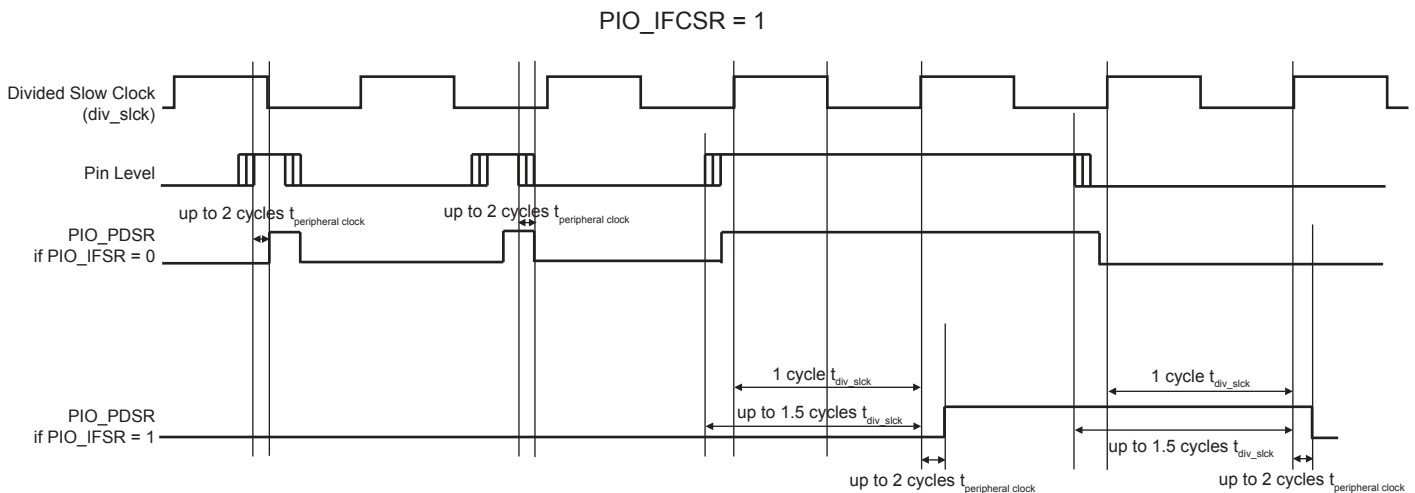 PIO_IFCSR = 1
Divided Slow Clock
(div_slck)
Pin Level
up to 2 cycles tperipheral clock
up to 2 cycles tperipheral clock
PIO_PDSR
if PIO_IFSR = 0
1 cycle tdiv_slck
1 cycle tdiv_slck
PIO_PDSR
if PIO_IFSR = 1
up to 1.5 cycles tdiv_slck
up to 1.5 cycles tdiv_slck
up to 2 cycles tperipheral clock
up to 2 cycles tperipheral clock